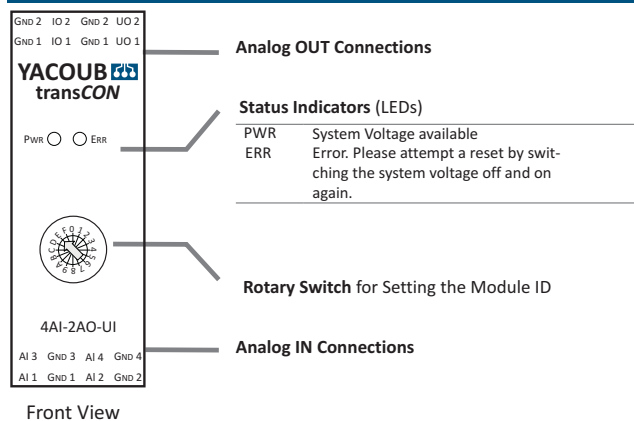 GND 2 IO 2 GND 2 UO 2
GND 1 IO 1 GND 1 UO 1
YACOUB
transCON
PWR ERR
0 1 2 3 4 5 6 7 8 9 A B C D E F
4AI-2AO-UI
AI 3 GND 3 AI 4 GND 4
AI 1 GND 1 AI 2 GND 2
Front View
Analog OUT Connections
Status Indicators (LEDs)
PWR System Voltage available
ERR Error. Please attempt a reset by swit-
ching the system voltage off and on
again.
Rotary Switch for Setting the Module ID
Analog IN Connections